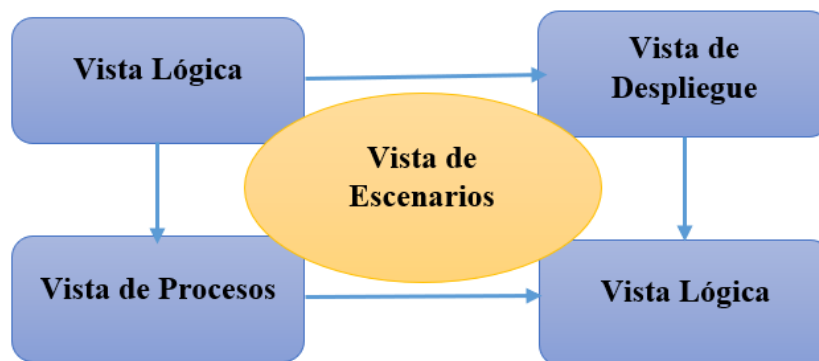 Vista Lógica
Vista de
Despliegue
Vista de
Escenarios
Vista de Procesos
Vista Lógica